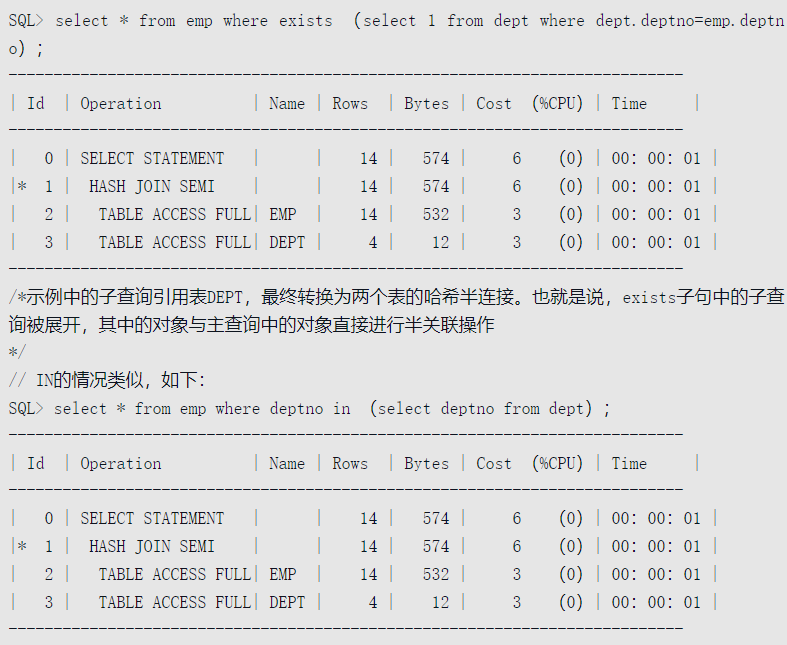 SQL> select * from emp where exists （select 1 from dept where dept.deptno=emp.deptn
o）;
---------------------------------------------------------------------------
| Id  | Operation          | Name | Rows  | Bytes | Cost （%CPU）| Time     |
---------------------------------------------------------------------------
|   0 | SELECT STATEMENT   |      |    14 |   574 |     6    （0）| 00：00：01 |
|*  1 |  HASH JOIN SEMI    |      |    14 |   574 |     6    （0）| 00：00：01 |
|   2 |   TABLE ACCESS FULL| EMP  |    14 |   532 |     3    （0）| 00：00：01 |
|   3 |   TABLE ACCESS FULL| DEPT |     4 |    12 |     3    （0）| 00：00：01 |
---------------------------------------------------------------------------
/*示例中的子查询引用表DEPT，最终转换为两个表的哈希半连接。也就是说，exists子句中的子查
询被展开，其中的对象与主查询中的对象直接进行半关联操作
*/
// IN的情况类似，如下：
SQL> select * from emp where deptno in （select deptno from dept）;
---------------------------------------------------------------------------
| Id  | Operation          | Name | Rows  | Bytes | Cost （%CPU）| Time     |
---------------------------------------------------------------------------
|   0 | SELECT STATEMENT   |      |    14 |   574 |     6    （0）| 00：00：01 |
|*  1 |  HASH JOIN SEMI    |      |    14 |   574 |     6    （0）| 00：00：01 |
|   2 |   TABLE ACCESS FULL| EMP  |    14 |   532 |     3    （0）| 00：00：01 |
|   3 |   TABLE ACCESS FULL| DEPT |     4 |    12 |     3    （0）| 00：00：01 |
---------------------------------------------------------------------------